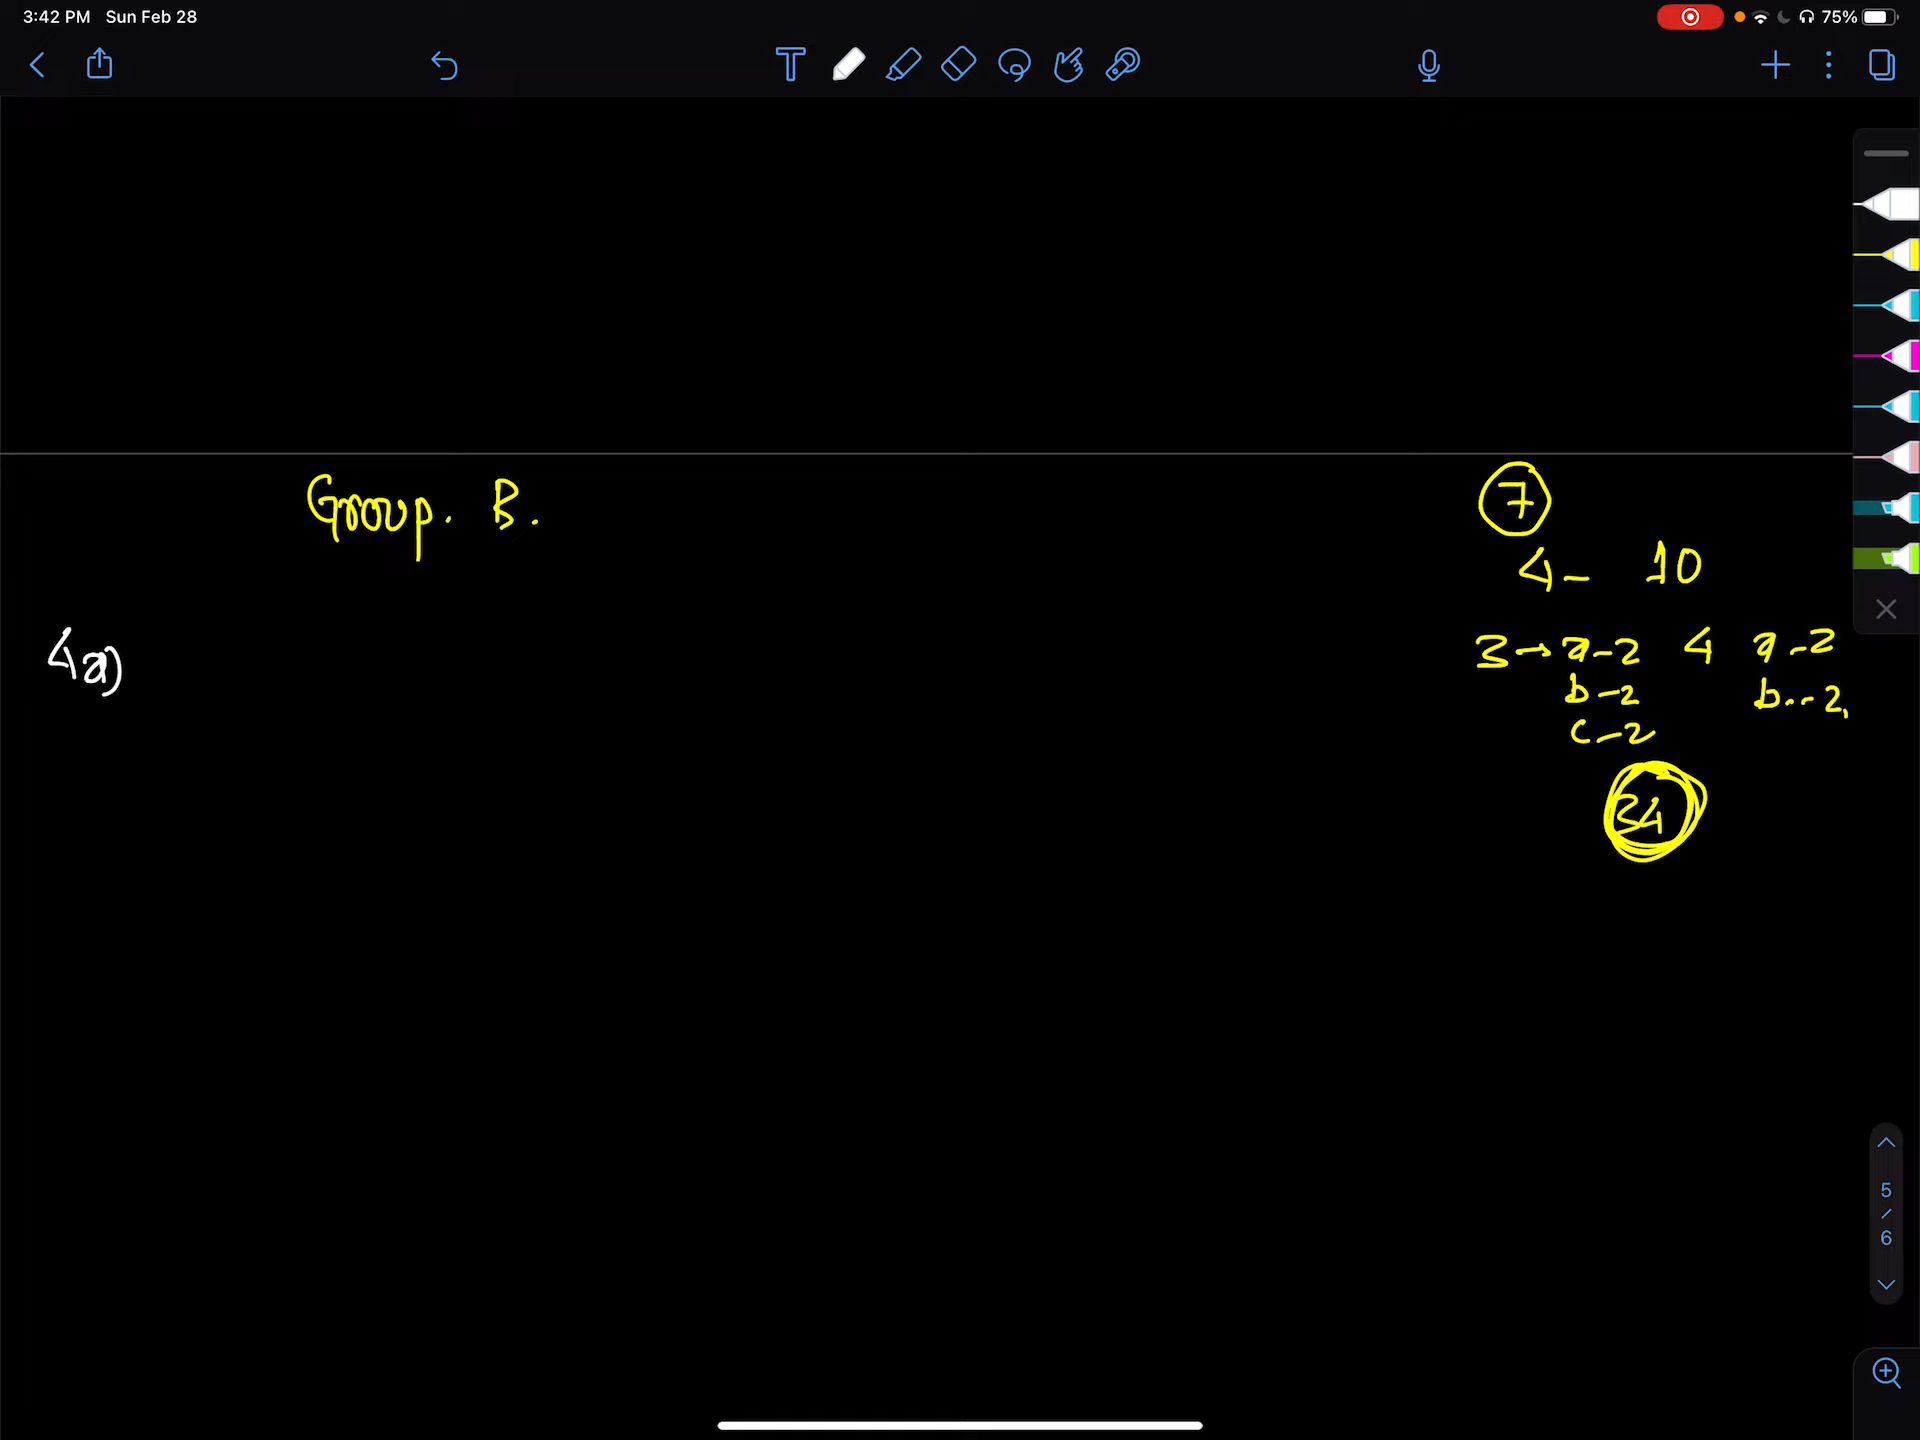 3:42 PM Sun Feb 28
75%
Group. B.
7
4 - 10
4a)
3 → a - 2 4 a - 2
b - 2 b - - 2,
c - 2
34
5
/
6